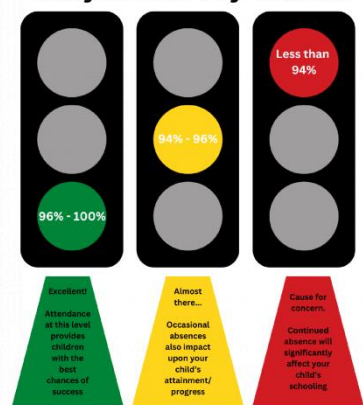 Less than
94%
94% - 96%
96% - 100%
Excellent!
Attendance
at this level
provides
children
with the
best
chances of
success
Almost
there...
Occasional
absences
also impact
upon your
child's
attainment/
progress
Cause for
concern.
Continued
absence will
significantly
affect your
child's
schooling